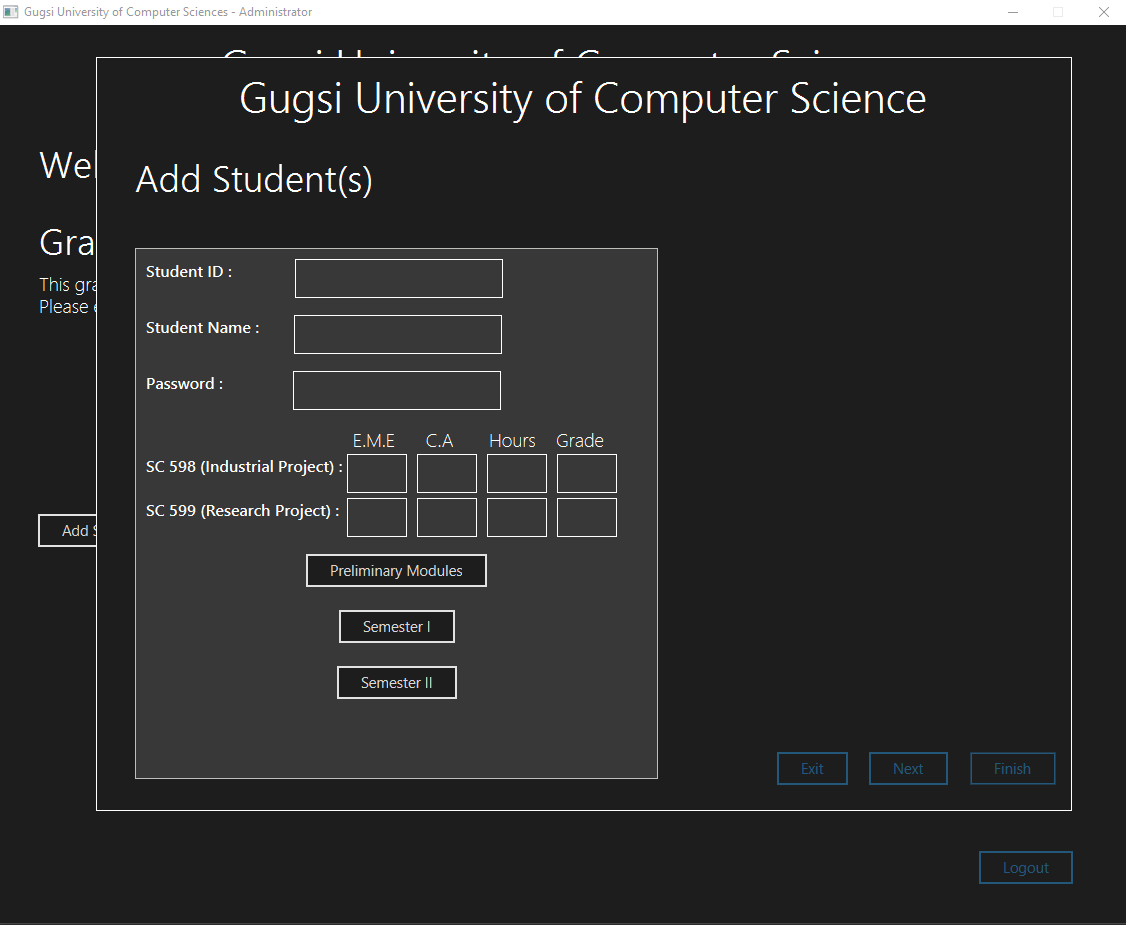 Gugsi University of Computer Sciences - Administrator
Gugsi University of Computer Science
Add Student(s)
Wel
Gra
This gra
Please e
Student ID :
Student Name :
Password :
E.M.E C.A Hours Grade
SC 598 (Industrial Project) :
SC 599 (Research Project) :
Add S
Preliminary Modules
Semester I
Semester II
Exit Next Finish
Logout